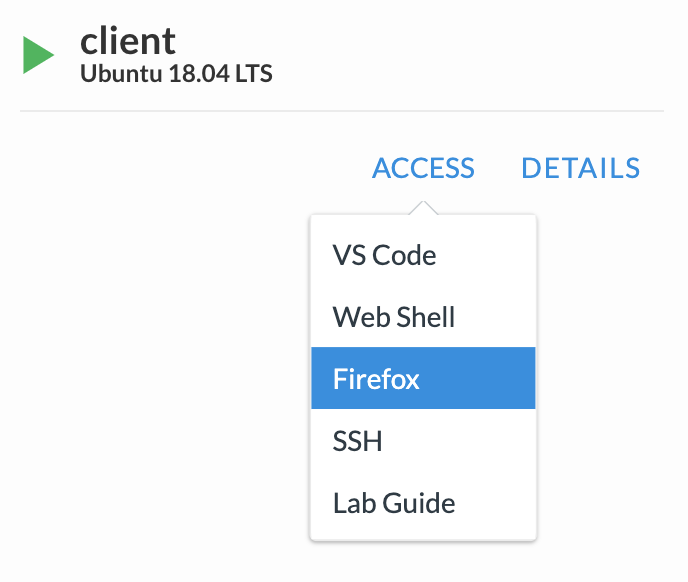 client
Ubuntu 18.04 LTS
ACCESS DETAILS
VS Code
Web Shell
Firefox
SSH
Lab Guide